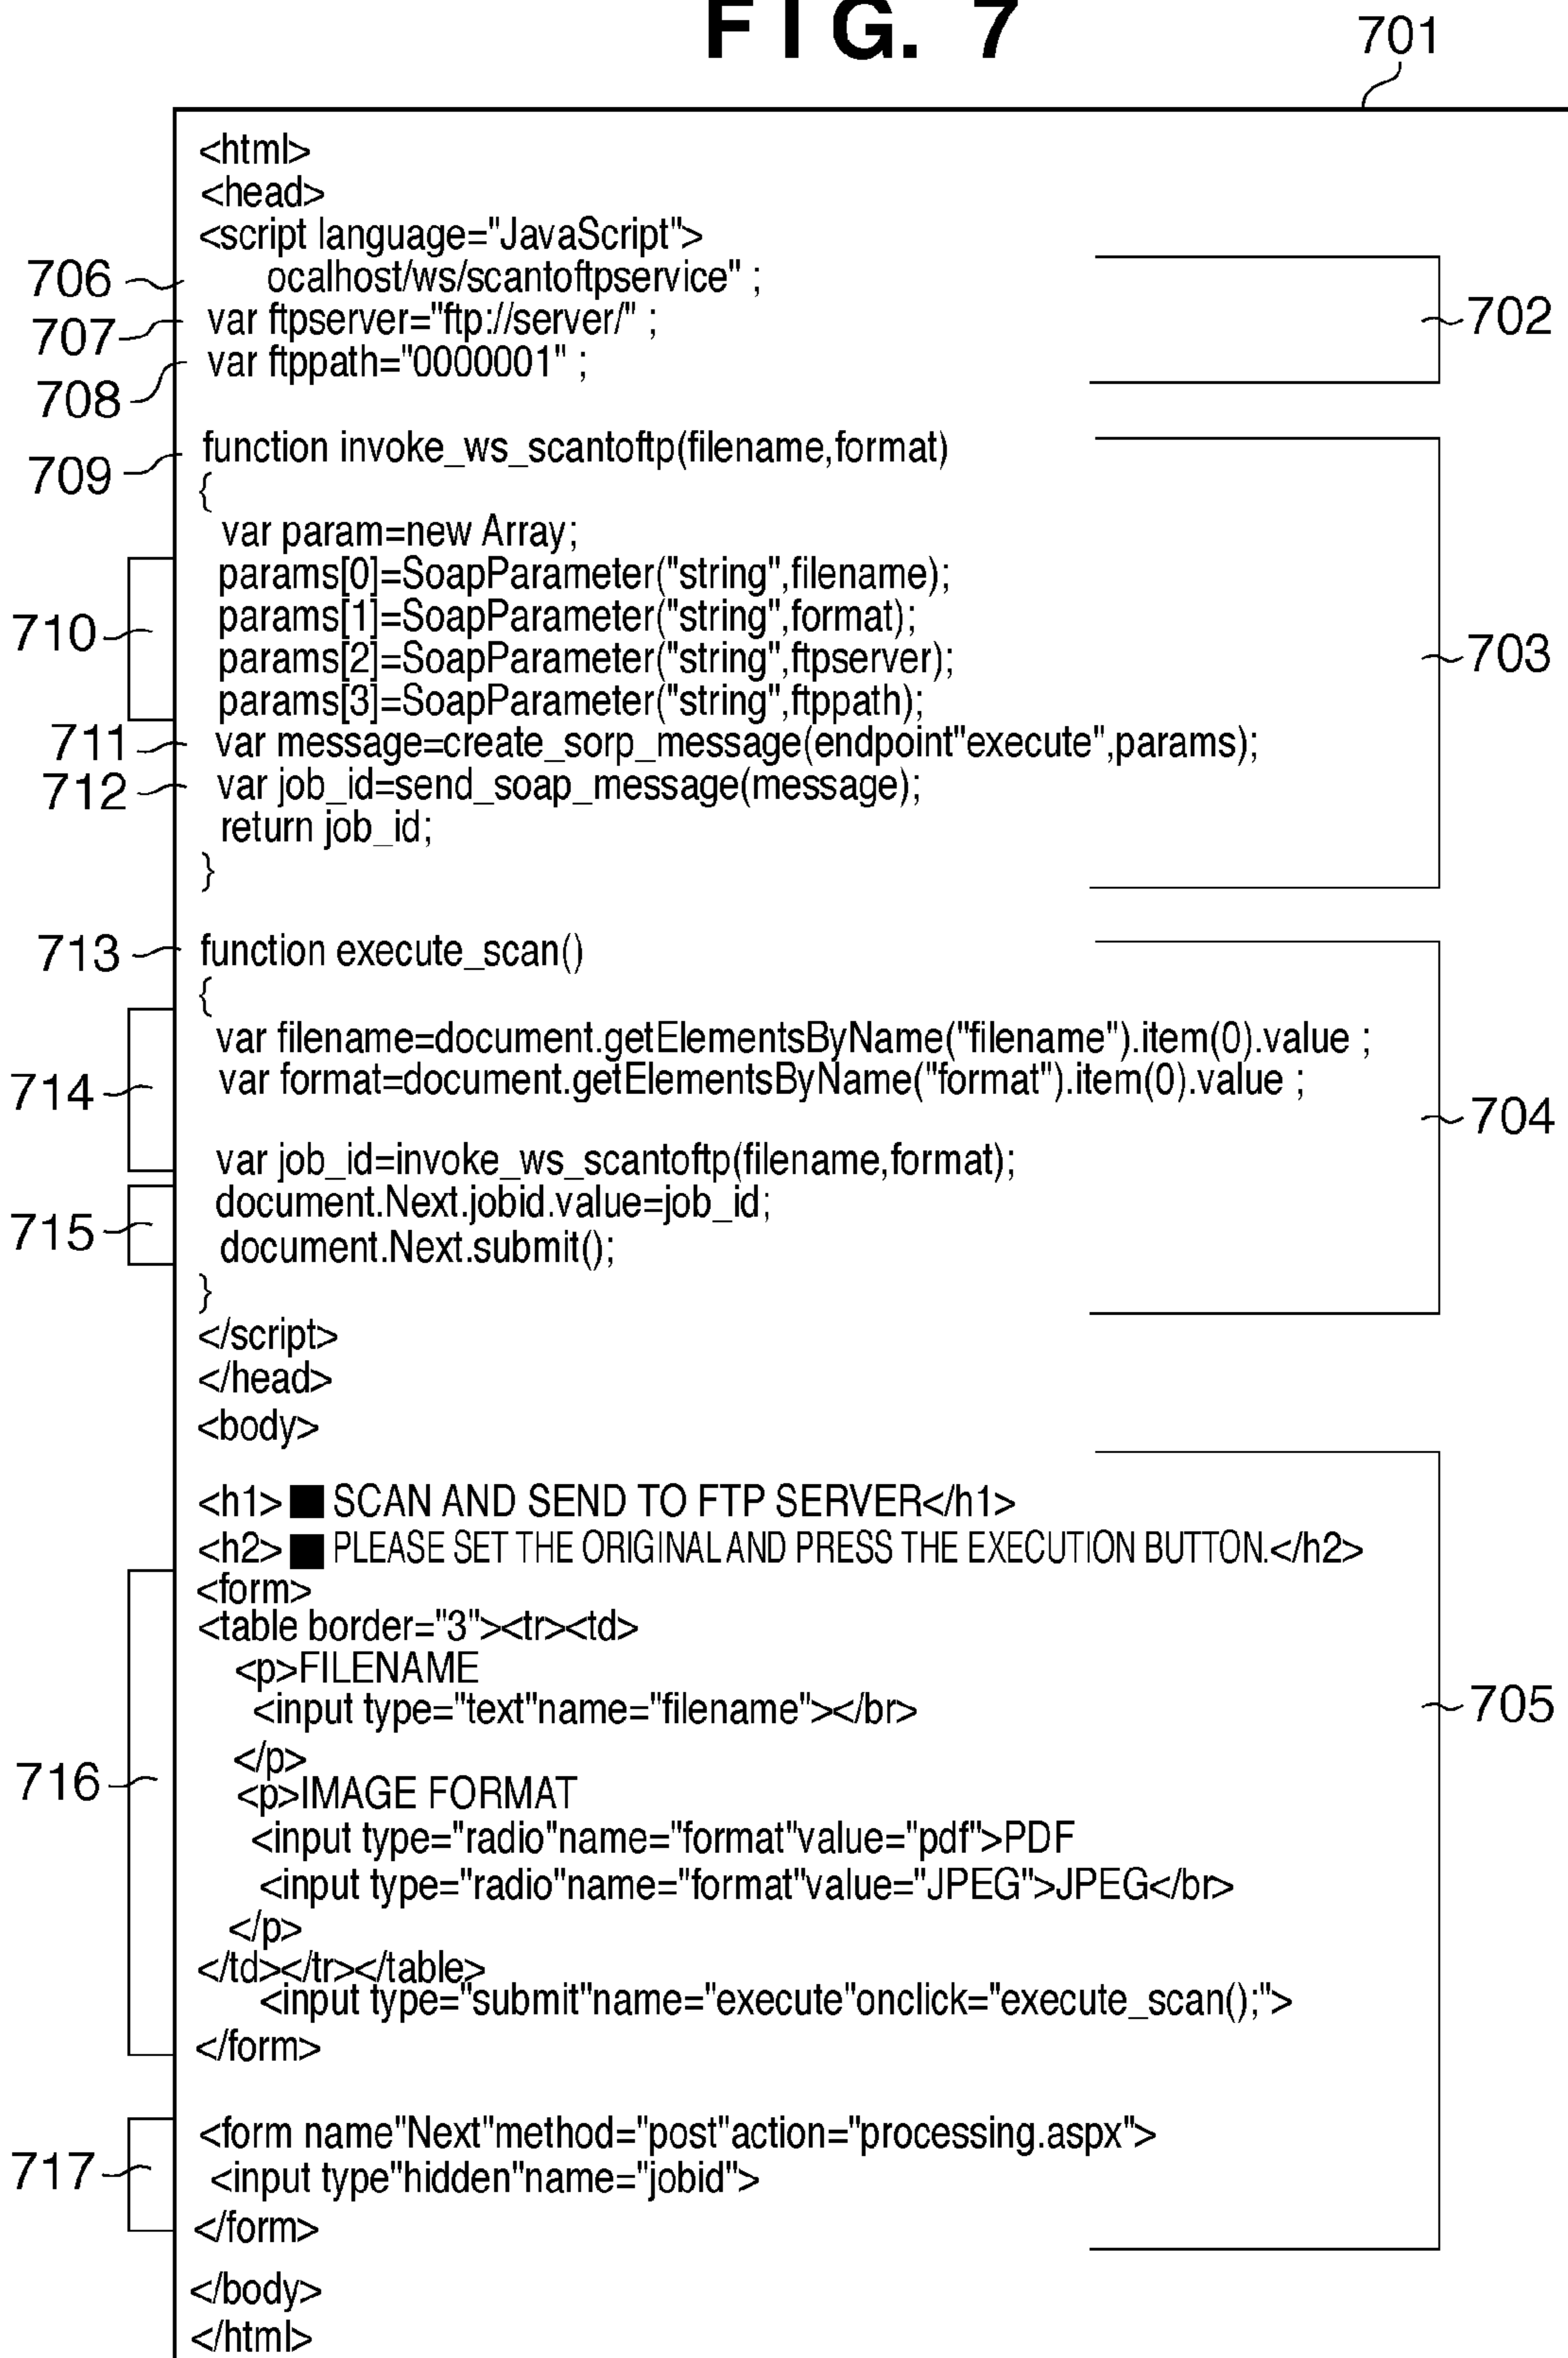 FIG. 7
701
<html>
<head>
<script language="JavaScript">
706 ocalhost/ws/scantoftpservice" ;
707 var ftpserver="ftp://server/" ;
702
708 var ftppath="0000001" ;
709 function invoke_ws_scantoftp(filename,format)
{
var param=new Array;
params[0]=SoapParameter("string",filename);
710 params[1]=SoapParameter("string",format);
params[2]=SoapParameter("string",ftpserver);
703
params[3]=SoapParameter("string",ftppath);
711 var message=create_sorp_message(endpoint"execute",params);
712 var job_id=send_soap_message(message);
return job_id;
}
713 function execute_scan()
{
var filename=document.getElementsByName("filename").item(0).value ;
714 var format=document.getElementsByName("format").item(0).value ;
704
var job_id=invoke_ws_scantoftp(filename,format);
715 document.Next.jobid.value=job_id;
document.Next.submit();
}
</script>
</head>
<body>
<h1>■ SCAN AND SEND TO FTP SERVER</h1>
<h2>■ PLEASE SET THE ORIGINAL AND PRESS THE EXECUTION BUTTON.</h2>
<form>
<table border="3"><tr><td>
<p>FILENAME
<input type="text"name="filename"></br>
705
</p>
716 <p>IMAGE FORMAT
<input type="radio"name="format"value="pdf">PDF
<input type="radio"name="format"value="JPEG">JPEG</br>
</p>
</td></tr></table>
<input type="submit"name="execute"onclick="execute_scan();">
</form>
<form name"Next"method="post"action="processing.aspx">
717 <input type"hidden"name="jobid">
</form>
</body>
</html>